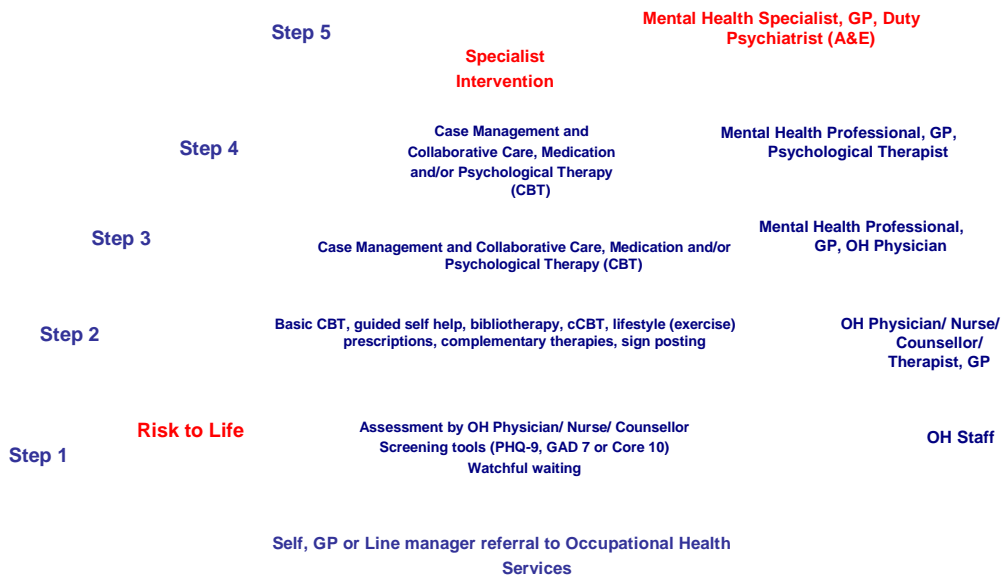 Step 5
Mental Health Specialist, GP, Duty
Psychiatrist (A&E)
Specialist
Intervention
Step 4
Case Management and
Collaborative Care, Medication
and/or Psychological Therapy
(CBT)
Mental Health Professional, GP,
Psychological Therapist
Step 3
Case Management and Collaborative Care, Medication and/or
Psychological Therapy (CBT)
Mental Health Professional,
GP, OH Physician
Step 2
Basic CBT, guided self help, bibliotherapy, cCBT, lifestyle (exercise)
prescriptions, complementary therapies, sign posting
OH Physician/ Nurse/
Counsellor/
Therapist, GP
Step 1
Risk to Life
Assessment by OH Physician/ Nurse/ Counsellor
Screening tools (PHQ-9, GAD 7 or Core 10)
Watchful waiting
OH Staff
Self, GP or Line manager referral to Occupational Health
Services